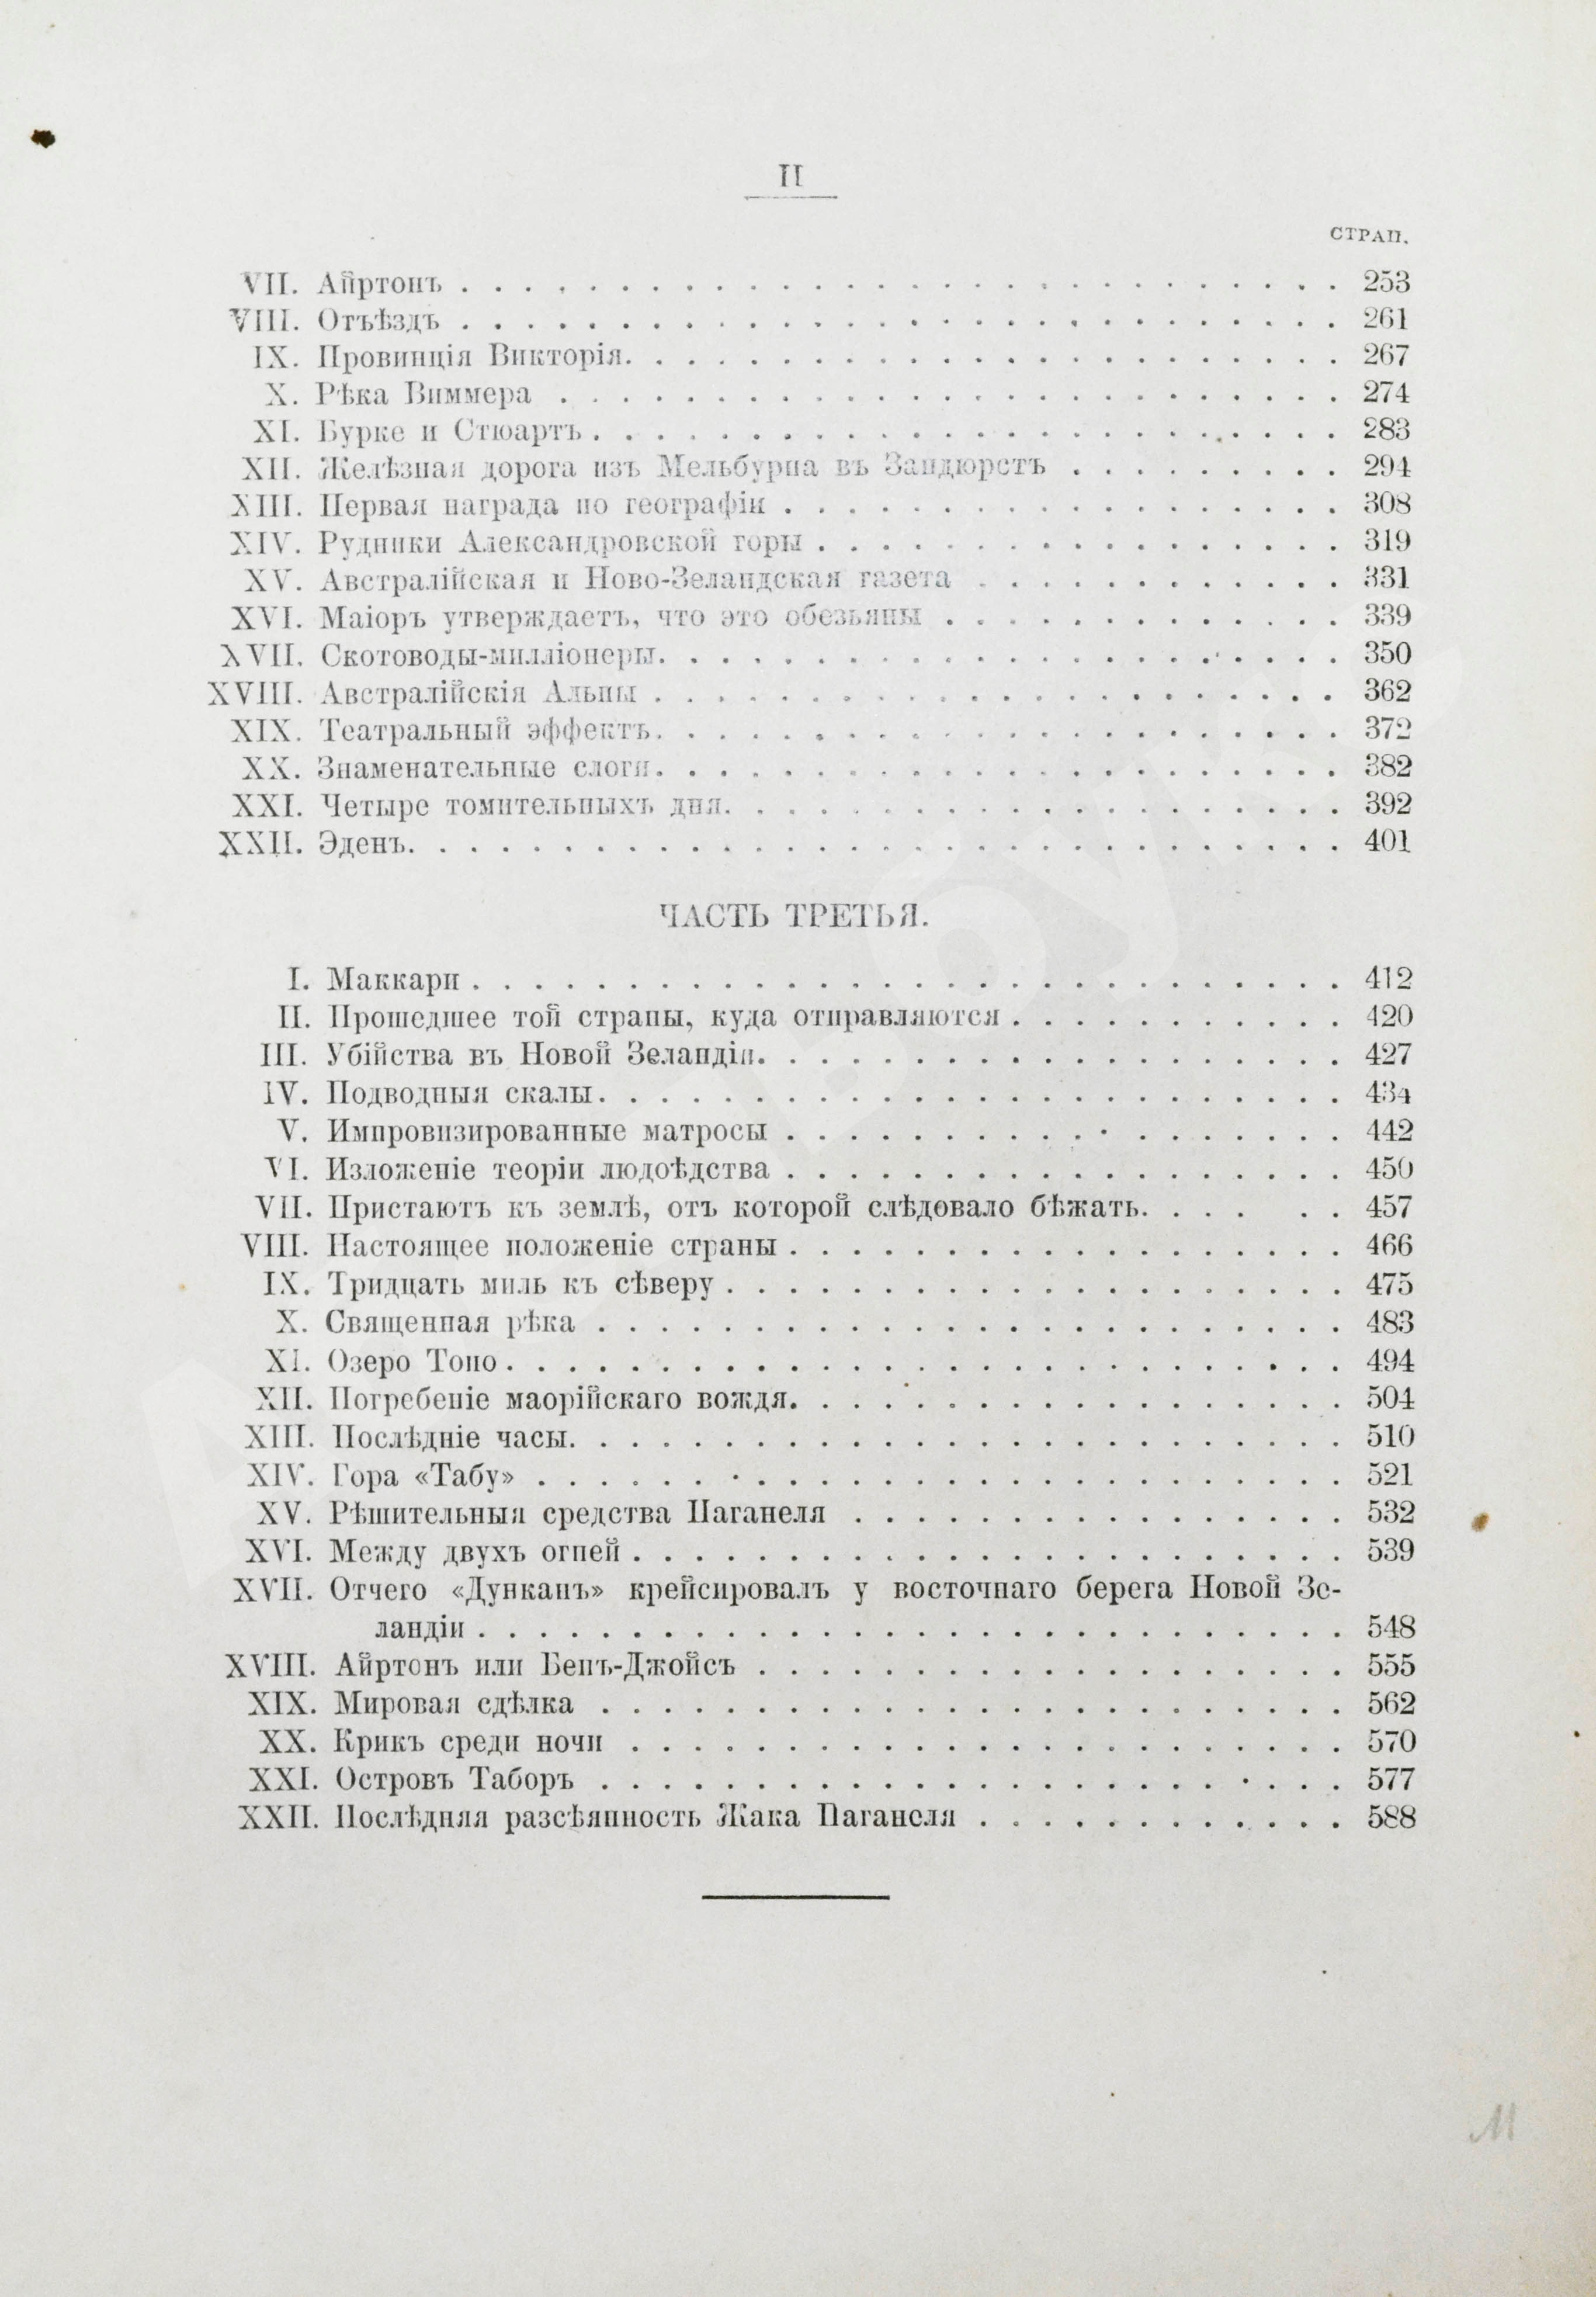 II
СТРАН.
VII. Айртонъ . . . . . . . . . . . . . . . . . . . . . . . . . . . . 253
VIII. Отъѣздъ . . . . . . . . . . . . . . . . . . . . . . . . . . . . 261
IX. Провинція Викторія. . . . . . . . . . . . . . . . . . . . . . . 267
X. Рѣка Виммера . . . . . . . . . . . . . . . . . . . . . . . . . 274
XI. Бурке и Стюартъ. . . . . . . . . . . . . . . . . . . . . . . . 283
XII. Желѣзная дорога изъ Мельбурна въ Зандюрстъ . . . . . . . . . 294
XIII. Первая награда по географіи . . . . . . . . . . . . . . . . . . 308
XIV. Рудники Александровской горы . . . . . . . . . . . . . . . . . 319
XV. Австралійская и Ново-Зеландская газета . . . . . . . . . . . . 331
XVI. Маіоръ утверждаетъ, что это обезьяны . . . . . . . . . . . . . 339
XVII. Скотоводы-милліонеры. . . . . . . . . . . . . . . . . . . . . . 350
XVIII. Австралійскія Альпы . . . . . . . . . . . . . . . . . . . . . . 362
XIX. Театральный эффектъ. . . . . . . . . . . . . . . . . . . . . . 372
XX. Знаменательные слоги. . . . . . . . . . . . . . . . . . . . . . 382
XXI. Четыре томительныхъ дня. . . . . . . . . . . . . . . . . . . . 392
XXII. Эденъ. . . . . . . . . . . . . . . . . . . . . . . . . . . . . . 401
ЧАСТЬ ТРЕТЬЯ.
I. Маккари . . . . . . . . . . . . . . . . . . . . . . . . . . . . 412
II. Прошедшее той страны, куда отправляются . . . . . . . . . . . 420
III. Убійства въ Новой Зеландіи. . . . . . . . . . . . . . . . . . . 427
IV. Подводныя скалы. . . . . . . . . . . . . . . . . . . . . . . . 434
V. Импровизированные матросы . . . . . . . . . . . . . . . . . . 442
VI. Изложеніе теоріи людоѣдства . . . . . . . . . . . . . . . . . . 450
VII. Пристаютъ къ землѣ, отъ которой слѣдовало бѣжать. . . . . . 457
VIII. Настоящее положеніе страны . . . . . . . . . . . . . . . . . . 466
IX. Тридцать миль къ сѣверу . . . . . . . . . . . . . . . . . . . . 475
X. Священная рѣка . . . . . . . . . . . . . . . . . . . . . . . . 483
XI. Озеро Топо. . . . . . . . . . . . . . . . . . . . . . . . . . . 494
XII. Погребеніе маорійскаго вождя. . . . . . . . . . . . . . . . . . 504
XIII. Послѣдніе часы. . . . . . . . . . . . . . . . . . . . . . . . . 510
XIV. Гора «Табу» . . . . . . . . . . . . . . . . . . . . . . . . . . 521
XV. Рѣшительныя средства Паганеля . . . . . . . . . . . . . . . . 532
XVI. Между двухъ огней . . . . . . . . . . . . . . . . . . . . . . . 539
XVII. Отчего «Дунканъ» крейсировалъ у восточнаго берега Новой Зе-
ландіи . . . . . . . . . . . . . . . . . . . . . . . . . . . . 548
XVIII. Айртонъ или Бенъ-Джойсъ . . . . . . . . . . . . . . . . . . . 555
XIX. Мировая сдѣлка . . . . . . . . . . . . . . . . . . . . . . . . 562
XX. Крикъ среди ночи . . . . . . . . . . . . . . . . . . . . . . . 570
XXI. Островъ Таборъ . . . . . . . . . . . . . . . . . . . . . . . . 577
XXII. Послѣдняя разсѣянность Жака Паганеля . . . . . . . . . . . . 588